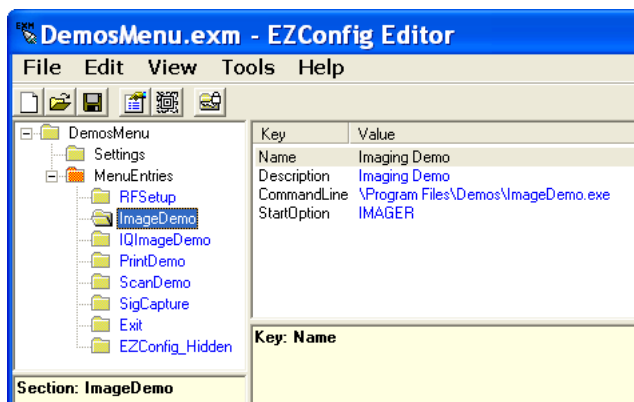 DemosMenu.exm - EZConfig Editor
File Edit View Tools Help
DemosMenu
Settings
MenuEntries
RFSetup
ImageDemo
IQImageDemo
PrintDemo
ScanDemo
SigCapture
Exit
EZConfig_Hidden
Section: ImageDemo
Key Value
Name Imaging Demo
Description Imaging Demo
CommandLine \Program Files\Demos\ImageDemo.exe
StartOption IMAGER
Key: Name